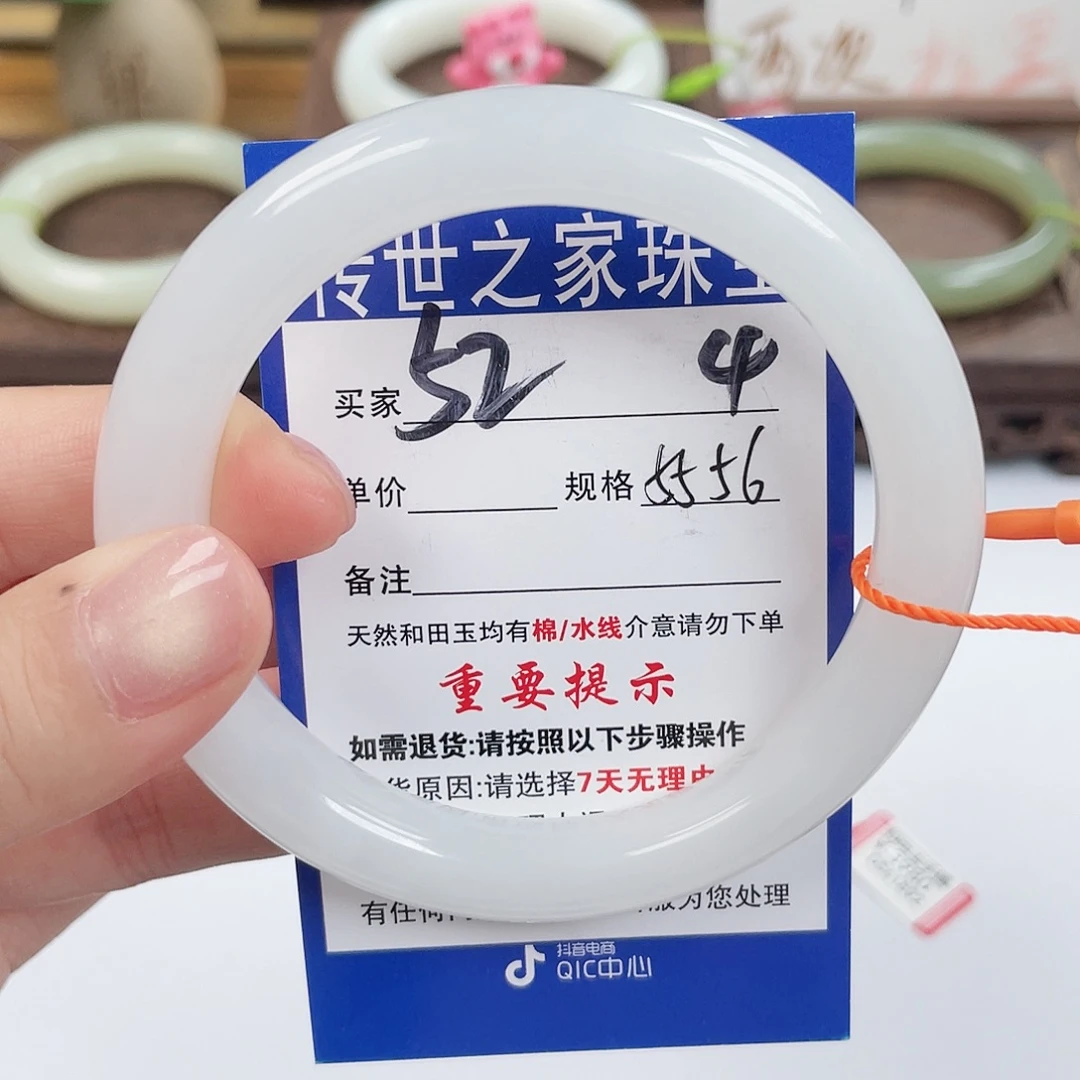 传世之家珠宝
买家 52 4
单价 规格 5556
备注
天然和田玉均有棉/水线介意请勿下单
重要提示
如需退货:请按照以下步骤操作
货原因:请选择7天无理由
有任何 服为您处理
抖音电商
QIC中心